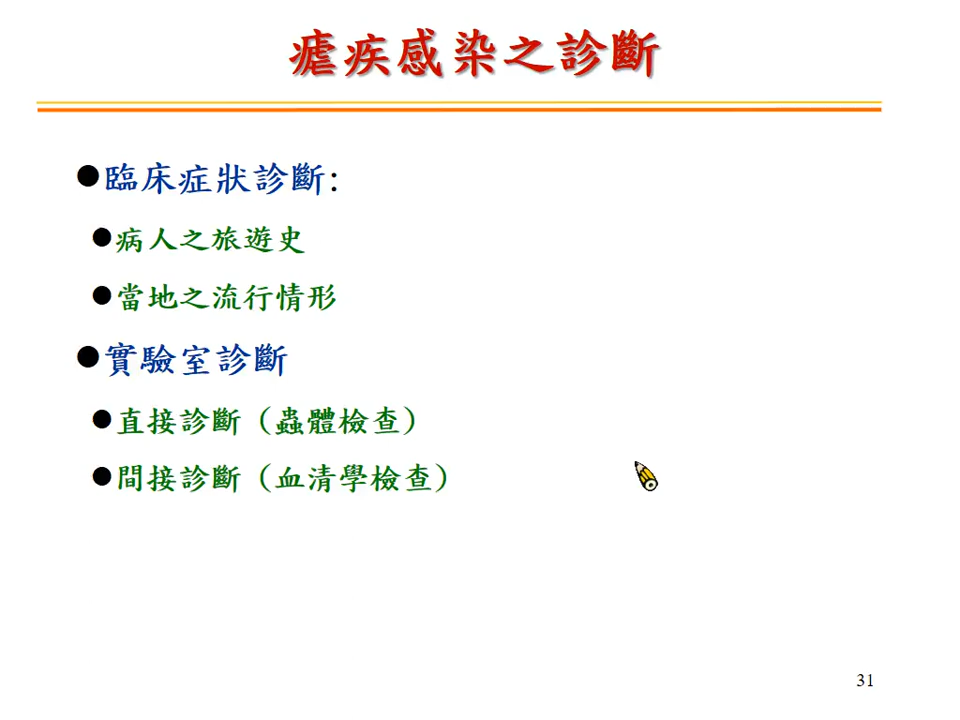 瘧疾感染之診斷
●臨床症狀診斷:
●病人之旅遊史
●當地之流行情形
●實驗室診斷
●直接診斷（蟲體檢查）
●間接診斷（血清學檢查）
31